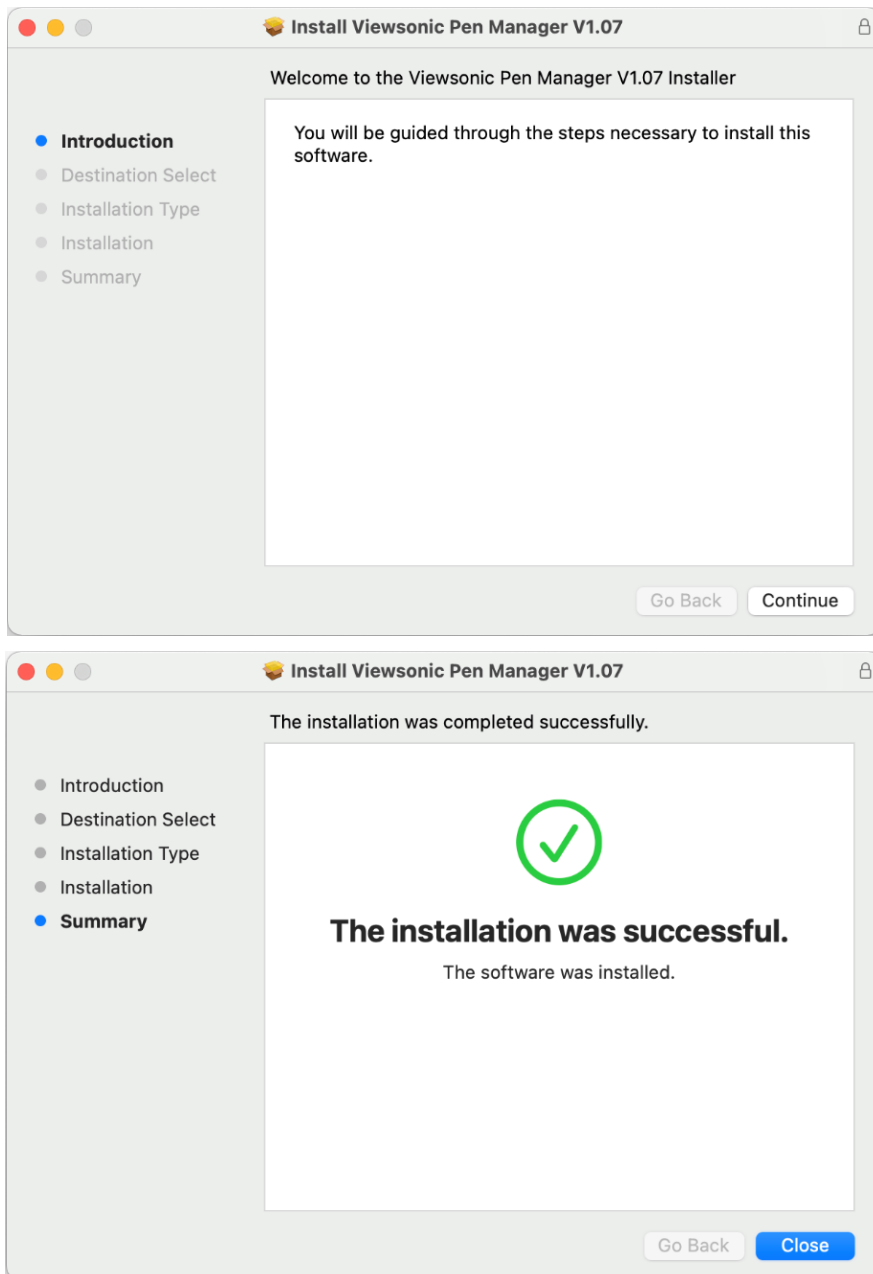 Install Viewsonic Pen Manager V1.07
Welcome to the Viewsonic Pen Manager V1.07 Installer
Introduction
Destination Select
Installation Type
Installation
Summary
You will be guided through the steps necessary to install this
software.
Go Back
Continue
Install Viewsonic Pen Manager V1.07
The installation was completed successfully.
Introduction
Destination Select
Installation Type
Installation
Summary
The installation was successful.
The software was installed.
Go Back
Close